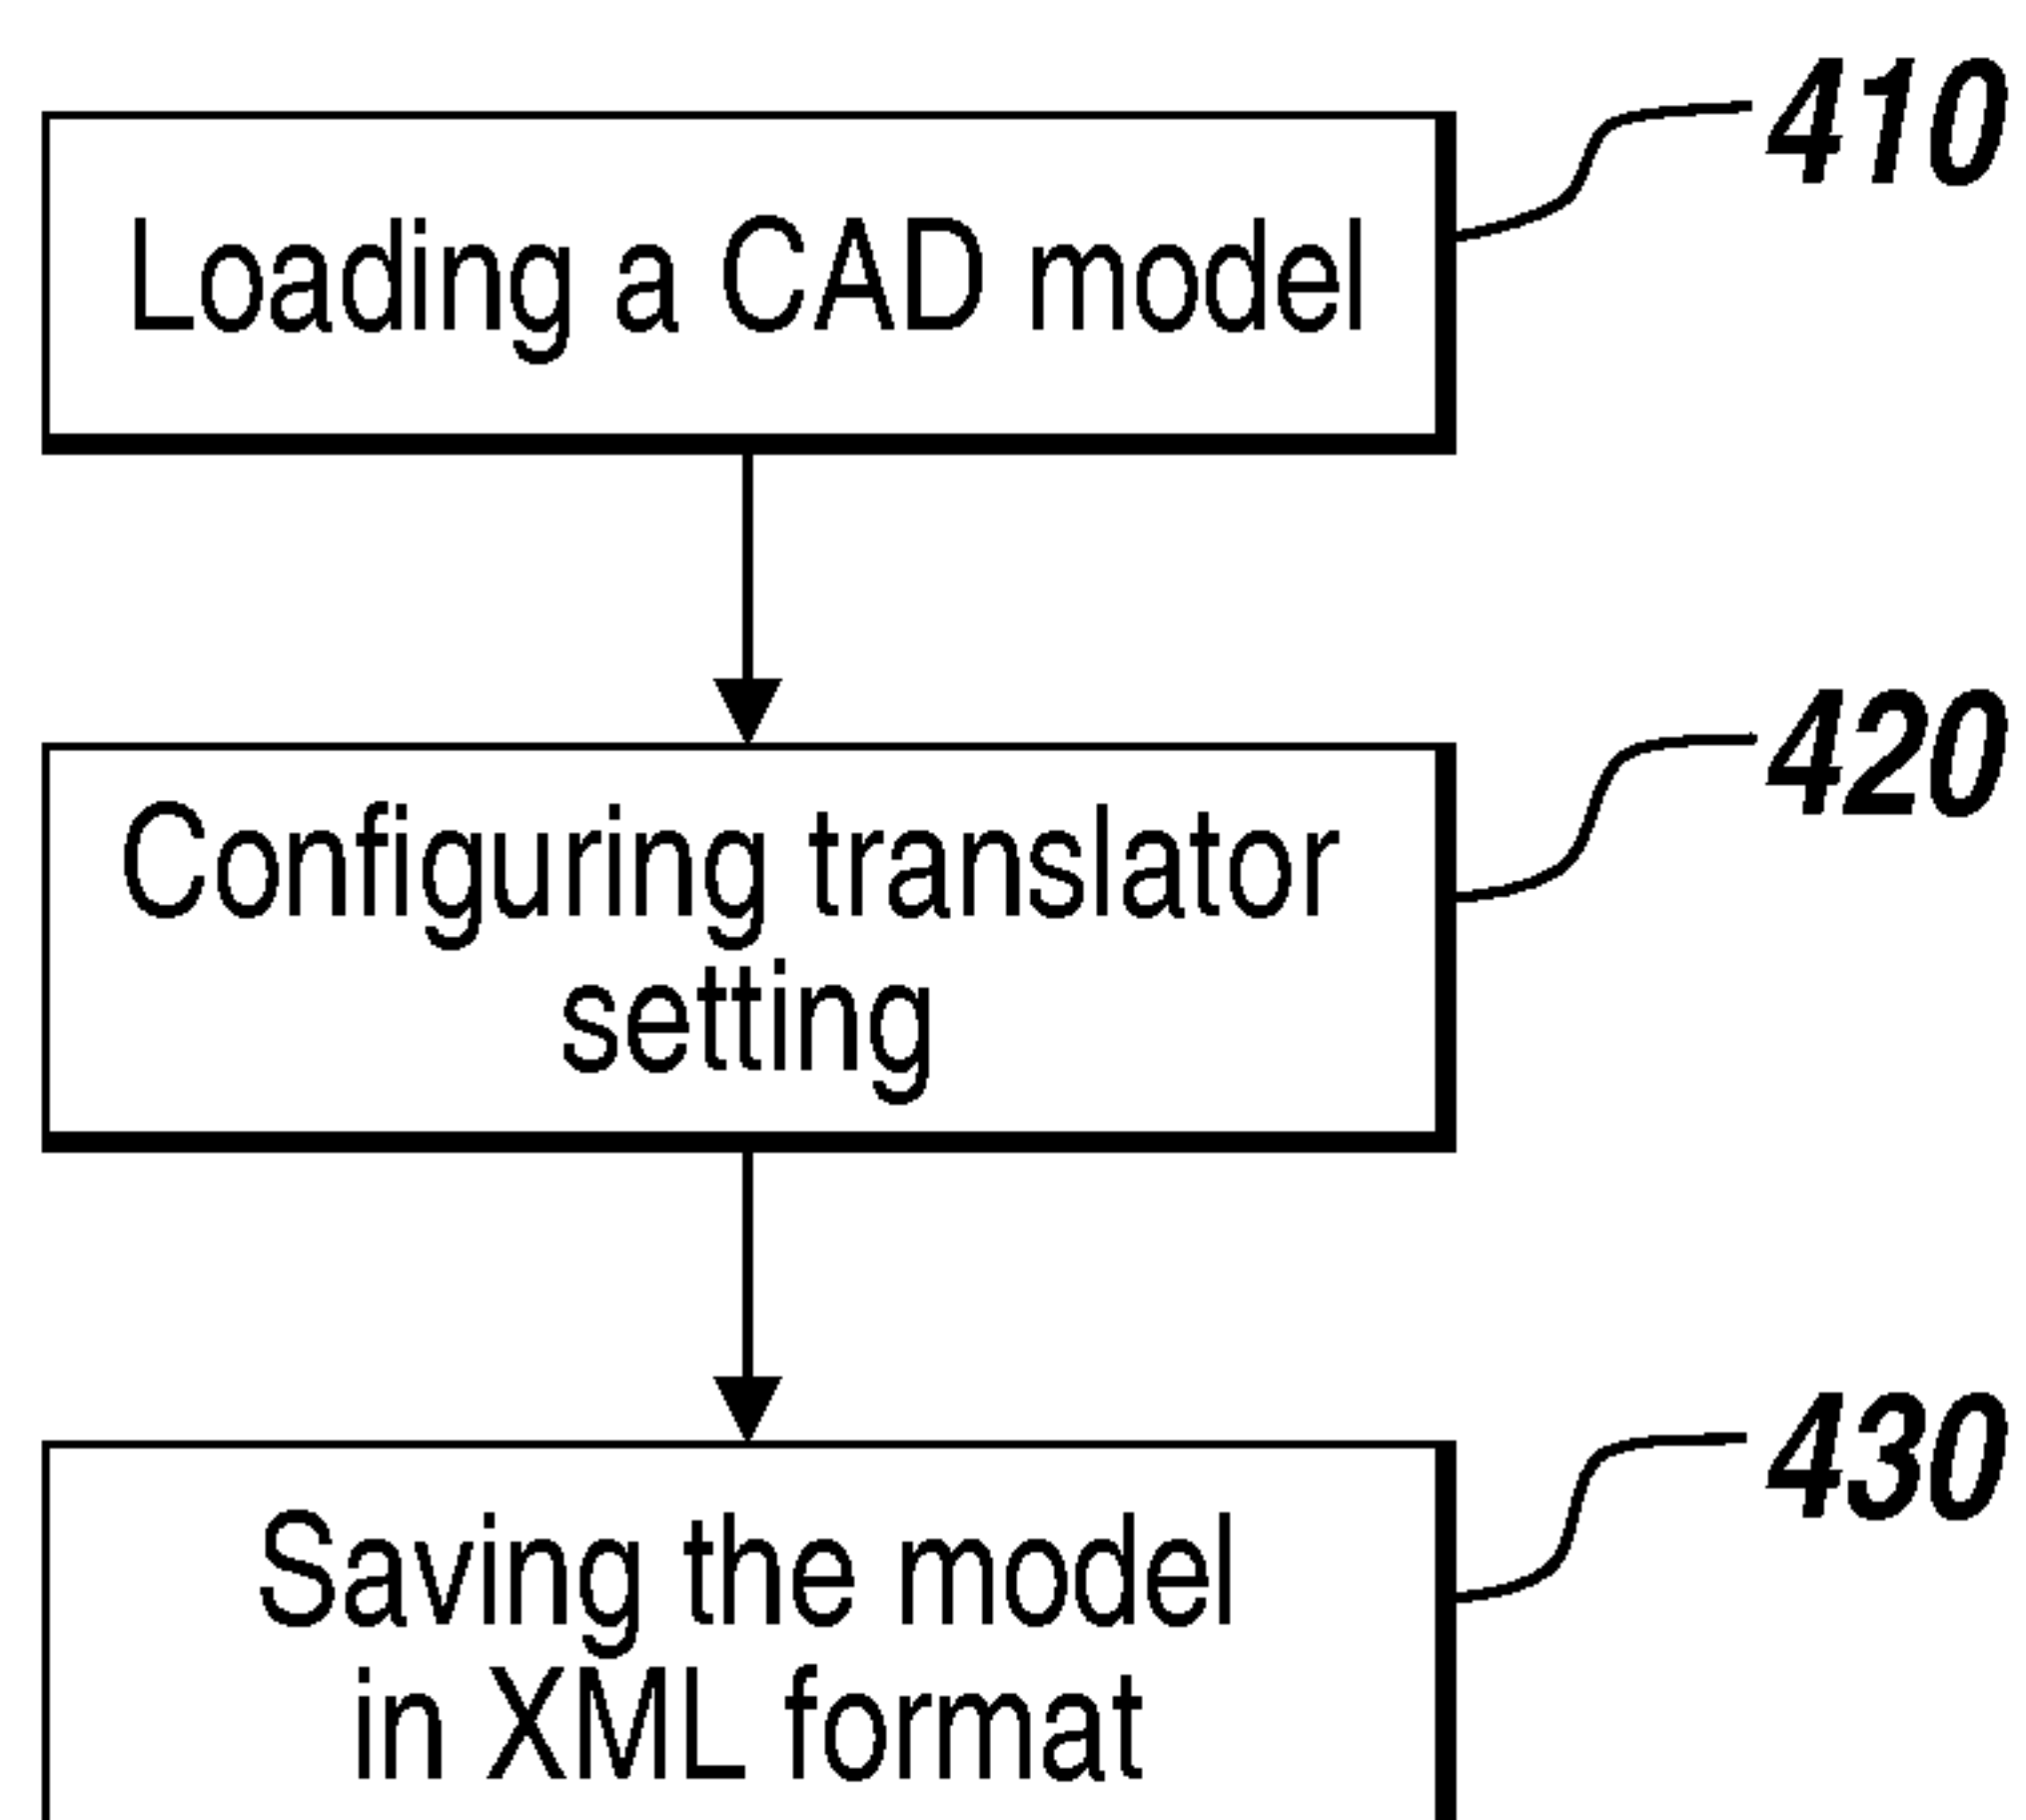 410
Loading a CAD model
420
Configuring translator
setting
430
Saving the model
in XML format